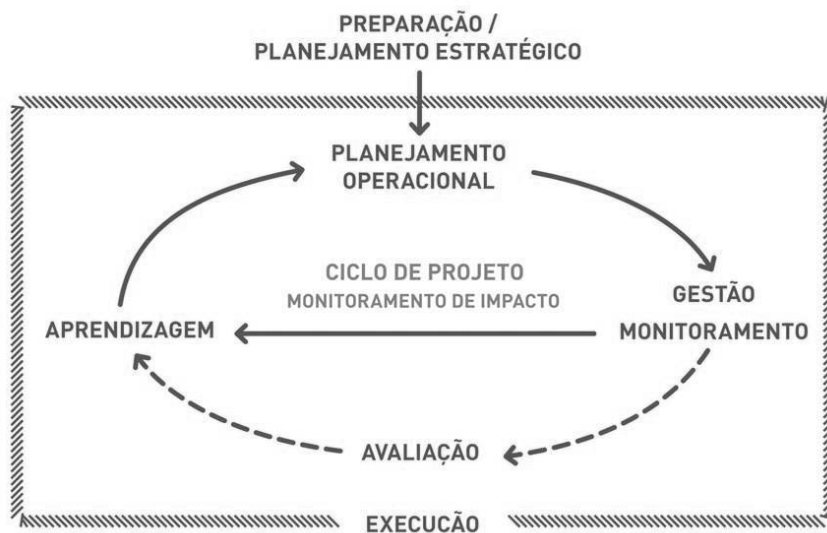 PREPARAÇÃO /
PLANEJAMENTO ESTRATÉGICO
PLANEJAMENTO
OPERACIONAL
CICLO DE PROJETO
MONITORAMENTO DE IMPACTO
GESTÃO
MONITORAMENTO
APRENDIZAGEM
AVALIAÇÃO
EXECUÇÃO